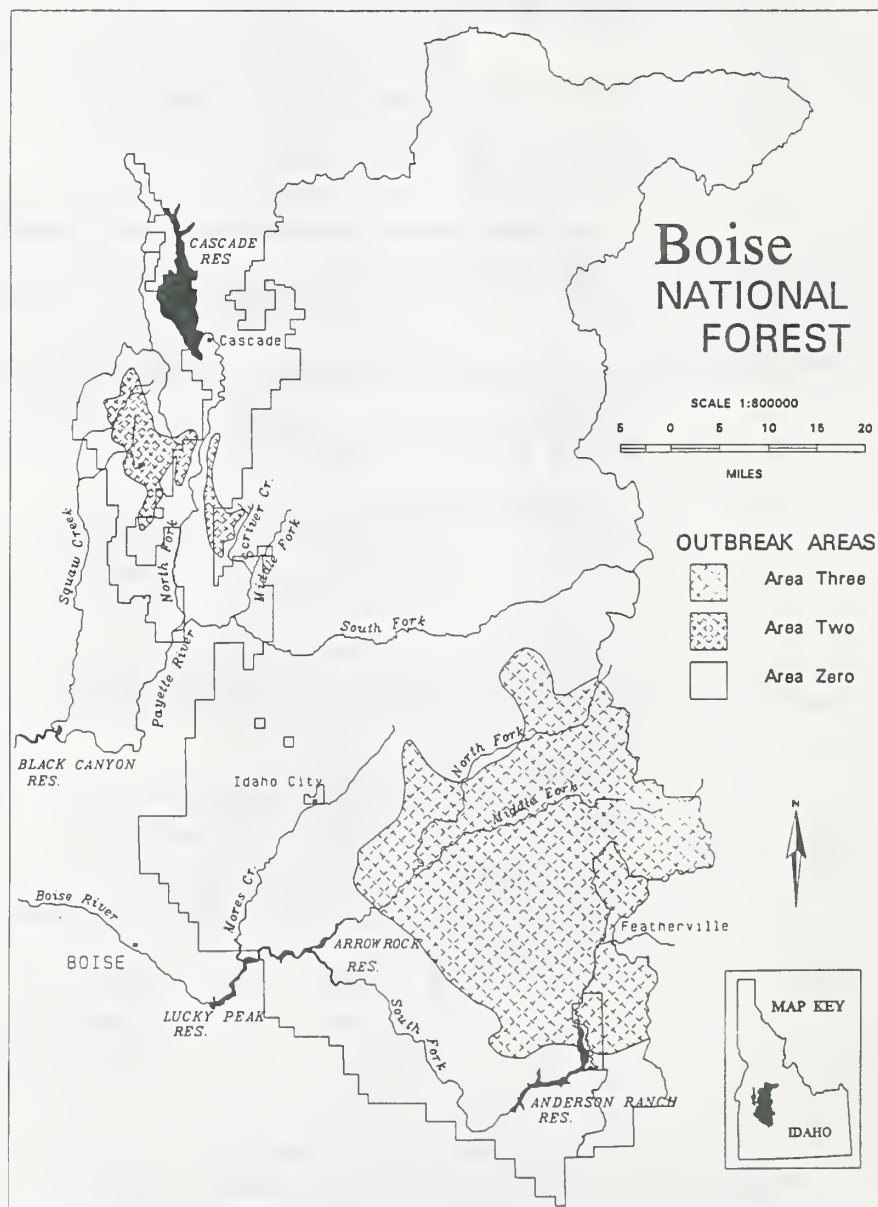 Boise
NATIONAL
FOREST
SCALE 1:800000
5 0 5 10 15 20
MILES
OUTBREAK AREAS
Area Three
Area Two
Area Zero
CASCADE
RES
Cascade
Squaw Creek
North Fork
Scriver Cr.
Middle Fork
South Fork
Payette River
BLACK CANYON
RES.
Idaho City
North Fork
Middle Fork
Mores Cr.
Boise River
BOISE
ARROWROCK
RES.
LUCKY PEAK
RES.
South Fork
Featherville
ANDERSON RANCH
RES.
N
MAP KEY
IDAHO